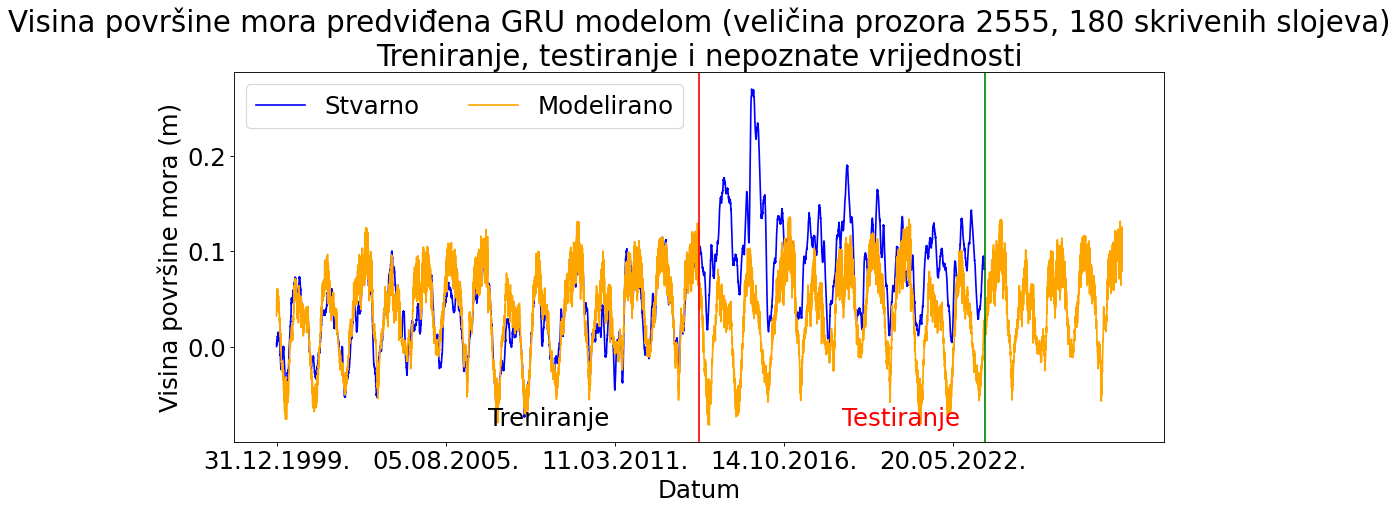 Visina površine mora predviđena GRU modelom (veličina prozora 2555, 180 skrivenih slojeva)
Treniranje, testiranje i nepoznate vrijednosti
Stvarno
Modelirano
Visina površine mora (m)
0.2
0.1
0.0
Treniranje
Testiranje
31.12.1999.
05.08.2005.
11.03.2011.
14.10.2016.
20.05.2022.
Datum